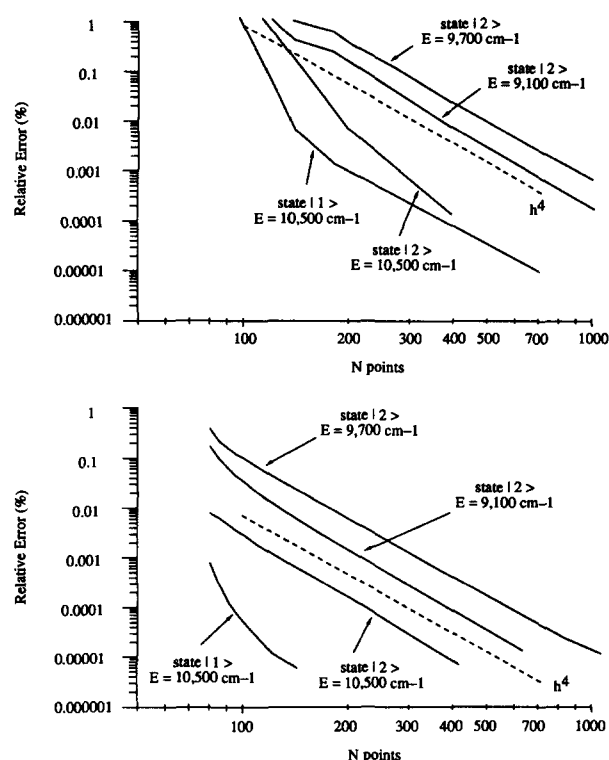 1
0.1
0.01
0.001
0.0001
0.00001
0.000001
Relative Error (%)
state | 2 >
E = 9,700 cm–1
state | 2 >
E = 9,100 cm–1
state | 1 >
E = 10,500 cm–1
state | 2 >
E = 10,500 cm–1
h4
100 200 300 400 500 700 1000
N points
1
0.1
0.01
0.001
0.0001
0.00001
0.000001
Relative Error (%)
state | 2 >
E = 9,700 cm–1
state | 2 >
E = 9,100 cm–1
state | 1 >
E = 10,500 cm–1
state | 2 >
E = 10,500 cm–1
h4
100 200 300 400 500 700 1000
N points